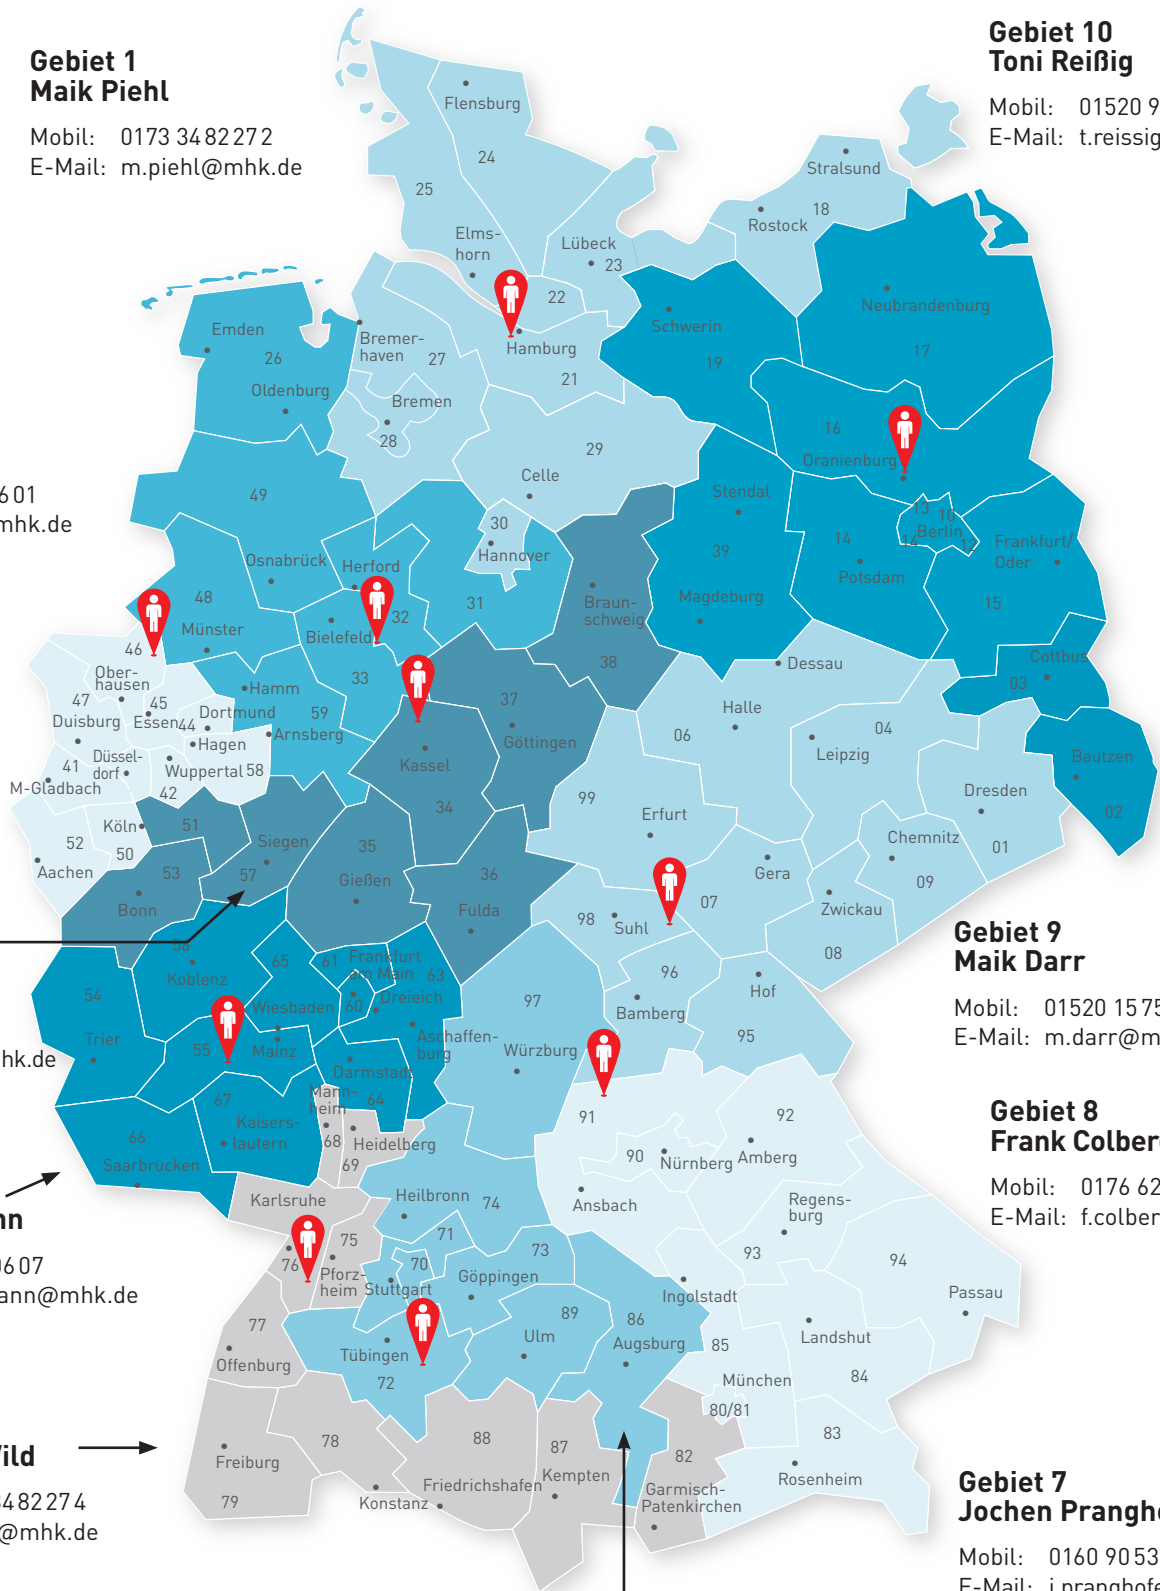 Gebiet 1
Maik Piehl
Mobil: 0173 3482272
E-Mail: m.piehl@mhk.de
Gebiet 10
Toni Reißig
Mobil: 01520 9
E-Mail: t.reissig
Flensburg
24
25
Stralsund
18
Rostock
Elms-
horn
Lübeck
23
22
Hamburg
21
Schwerin
19
Neubrandenburg
17
Emden
26
Oldenburg
Bremer-
haven
27
Bremen
28
29
Celle
16
Oranienburg
601
mhk.de
49
30
Hannover
Stendal
39
Magdeburg
13
10
Berlin
14
12
14
Potsdam
Frankfurt/
Oder
15
Osnabrück
Herford
32
31
Bielefeld
48
Münster
33
Braun-
schweig
38
46
Ober-
hausen
47
Duisburg
45
Essen
44
Dortmund
Hamm
59
Arnsberg
Hagen
Düssel-
dorf
41
M-Gladbach
Wuppertal
58
42
Dessau
Cottbus
03
Halle
06
04
Leipzig
37
Göttingen
Kassel
34
99
Erfurt
Bautzen
02
Dresden
01
Chemnitz
09
Köln
50
51
52
Aachen
Siegen
57
53
Bonn
35
Gießen
36
Fulda
Gera
07
Zwickau
08
98
Suhl
56
Koblenz
65
61
Frankfurt
am Main
63
60
Dreieich
Wiesbaden
Mainz
55
54
Trier
Aschaffen-
burg
Darmstadt
64
97
Würzburg
96
Bamberg
Hof
95
Gebiet 9
Maik Darr
Mobil: 01520 1575
E-Mail: m.darr@m
hk.de
67
Kaisers-
lautern
66
Saarbrücken
Mann-
heim
68
Heidelberg
69
91
90
Nürnberg
92
Amberg
Ansbach
Gebiet 8
Frank Colber
Mobil: 0176 62
E-Mail: f.colber
nn
0607
ann@mhk.de
Karlsruhe
76
75
Pforz-
heim
Heilbronn
74
71
70
Stuttgart
73
Göppingen
Regens-
burg
93
94
Passau
Ingolstadt
Landshut
84
77
Offenburg
Tübingen
72
Ulm
89
86
Augsburg
85
München
80/81
83
Rosenheim
Wild
3482274
@mhk.de
Freiburg
79
78
Konstanz
88
Friedrichshafen
87
Kempten
82
Garmisch-
Patenkirchen
Gebiet 7
Jochen Prangh
Mobil: 0160 9053
E-Mail: j.pranghof